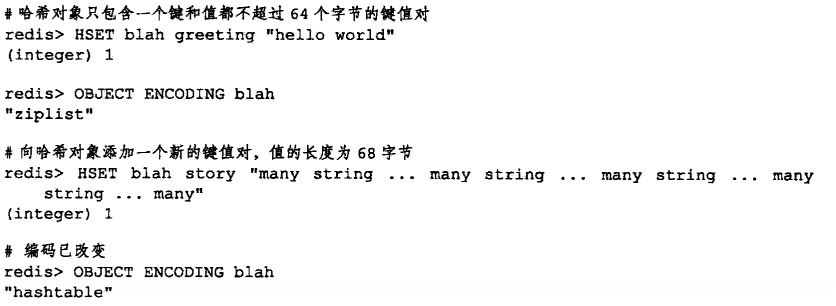 # 哈希对象只包含一个键和值都不超过 64 个字节的键值对
redis> HSET blah greeting "hello world"
(integer) 1
redis> OBJECT ENCODING blah
"ziplist"
# 向哈希对象添加一个新的键值对，值的长度为 68 字节
redis> HSET blah story "many string ... many string ... many string ... many
string ... many"
(integer) 1
# 编码已改变
redis> OBJECT ENCODING blah
"hashtable"